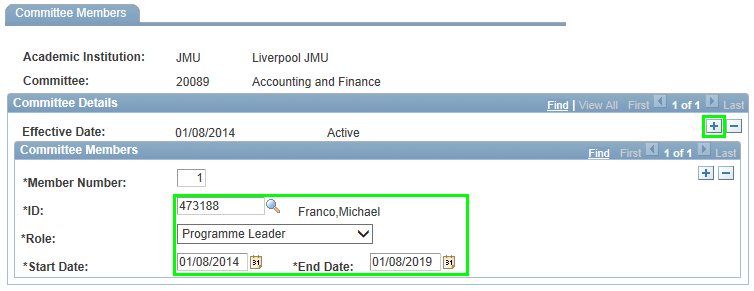 Committee Members
Academic Institution: JMU Liverpool JMU
Committee: 20089 Accounting and Finance
Committee Details Find | View All First 1 of 1 Last
Effective Date: 01/08/2014 Active
Committee Members Find First 1 of 1 Last
*Member Number: 1
*ID: 473188 Franco,Michael
*Role: Programme Leader
*Start Date: 01/08/2014 31 *End Date: 01/08/2019 31